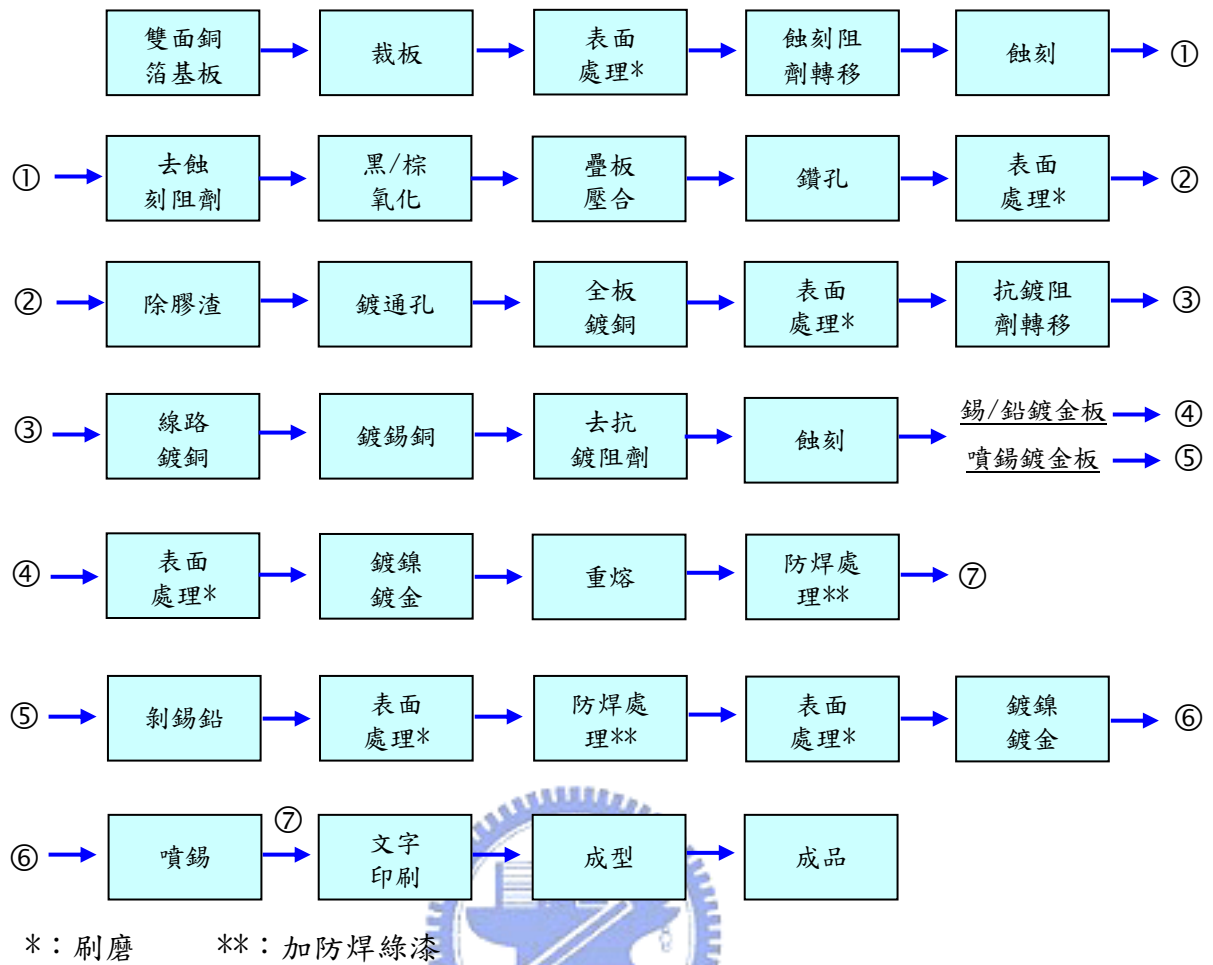 雙面銅
箔基板
裁板
表面
處理*
蝕刻阻
劑轉移
蝕刻
①
①
去蝕
刻阻劑
黑/棕
氧化
疊板
壓合
鑽孔
表面
處理*
②
②
除膠渣
鍍通孔
全板
鍍銅
表面
處理*
抗鍍阻
劑轉移
③
③
線路
鍍銅
鍍錫銅
去抗
鍍阻劑
蝕刻
錫/鉛鍍金板
④
噴錫鍍金板
⑤
④
表面
處理*
鍍鎳
鍍金
重熔
防焊處
理**
⑦
⑤
剝錫鉛
表面
處理*
防焊處
理**
表面
處理*
鍍鎳
鍍金
⑥
⑥
噴錫
⑦
文字
印刷
成型
成品
*：刷磨 **：加防焊綠漆